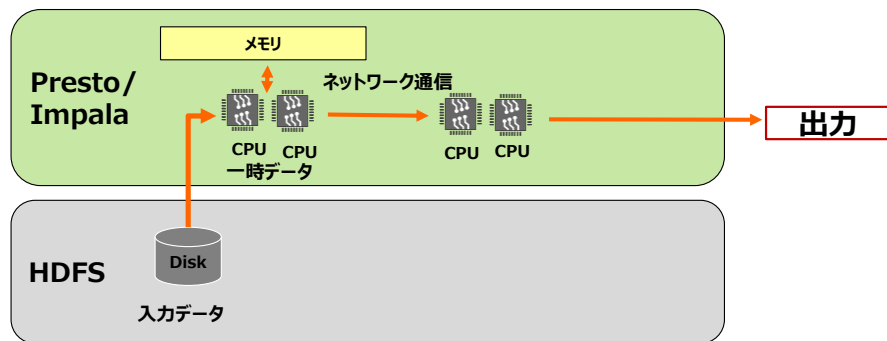 メモリ
Presto/
Impala
ネットワーク通信
CPU
CPU
一時データ
CPU
CPU
出力
HDFS
Disk
入力データ